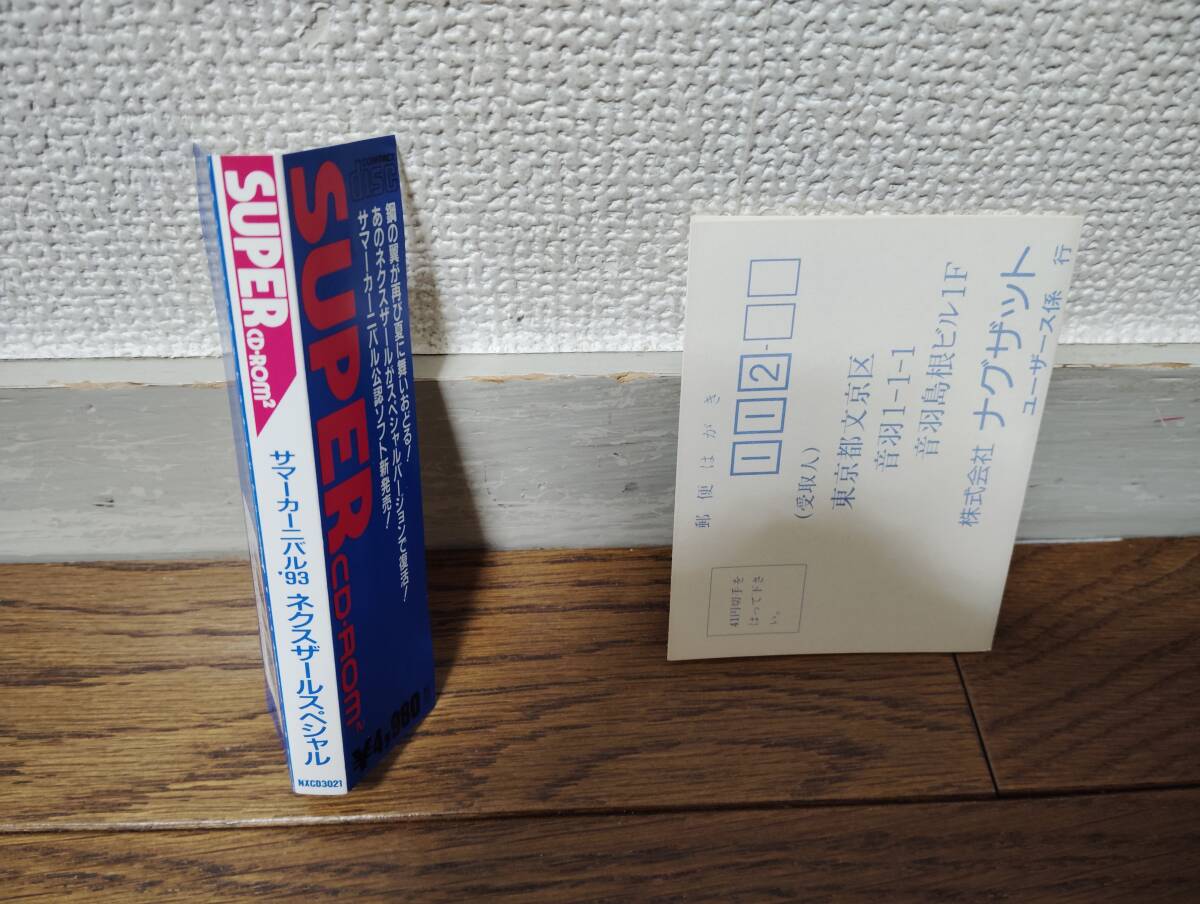 SUPER CD-ROM²
サマーカーニバル'93 ネクスザールスペシャル
NXCD3021
COMPACT
disc
SUPER CD-ROM²
鋼の翼が再び夏に舞いおどる!
あのネクスザールがスペシャルバージョンで復活!
サマーカーニバル公認ソフト新発売!
¥4,980
郵便はがき
112-
(受取人)
東京都文京区
音羽1-1-1
音羽島根ビル1F
株式会社 ナグザット
ユーザース係 行
41円切手を
はって下さ
い。